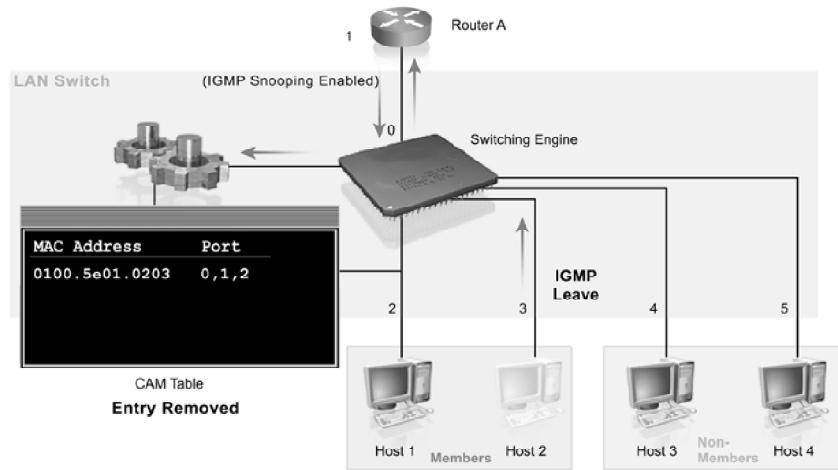 1
Router A
LAN Switch
(IGMP Snooping Enabled)
0
Switching Engine
MAC Address Port
0100.5e01.0203 0,1,2
IGMP
Leave
2
3
4
5
CAM Table
Entry Removed
Host 1
Members
Host 2
Host 3
Non-
Members
Host 4